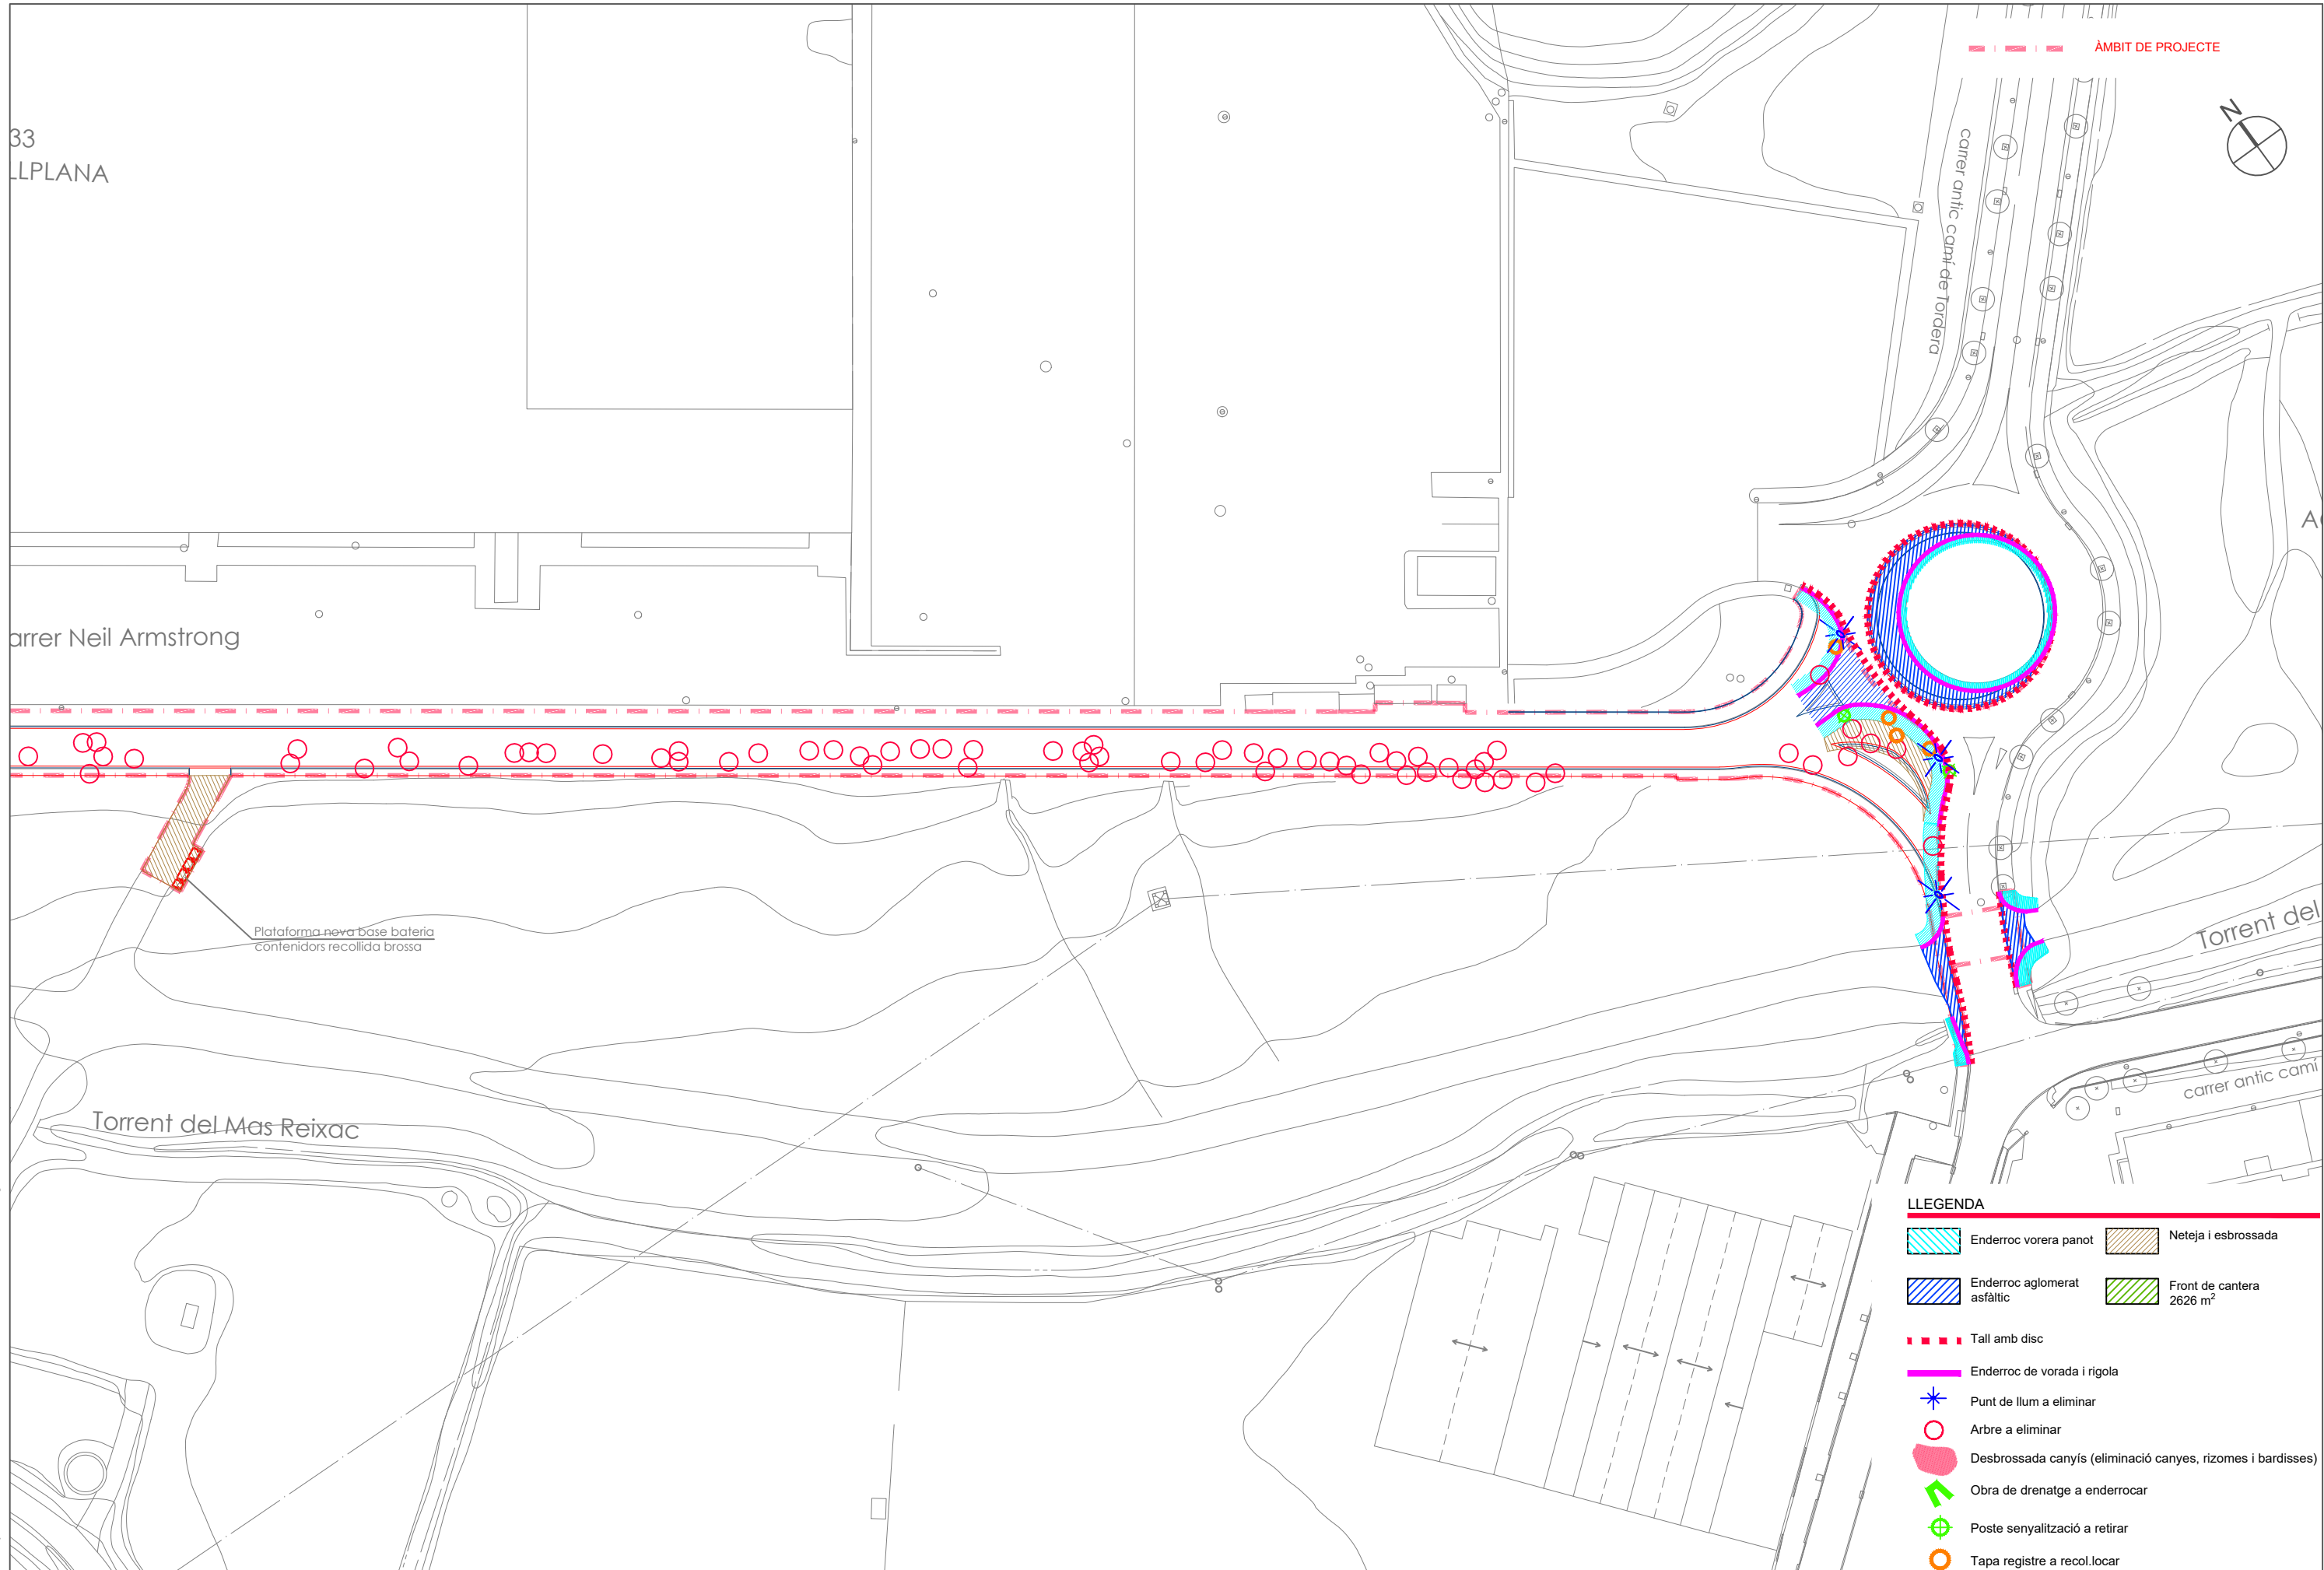 ÀMBIT DE PROJECTE
N
33
LLPLANA
carrer antic camí de Tordera
arrer Neil Armstrong
Plataforma nova base bateria
contenidors recollida brossa
Torrent del
carrer antic camí
Torrent del Mas Reixac
LLEGENDA
Enderroc vorera panot
Neteja i esbrossada
Enderroc aglomerat
asfàltic
Front de cantera
2626 m²
Tall amb disc
Enderroc de vorada i rigola
Punt de llum a eliminar
Arbre a eliminar
Desbrossada canyís (eliminació canyes, rizomes i bardisses)
Obra de drenatge a enderrocar
Poste senyalització a retirar
Tapa registre a recol.locar